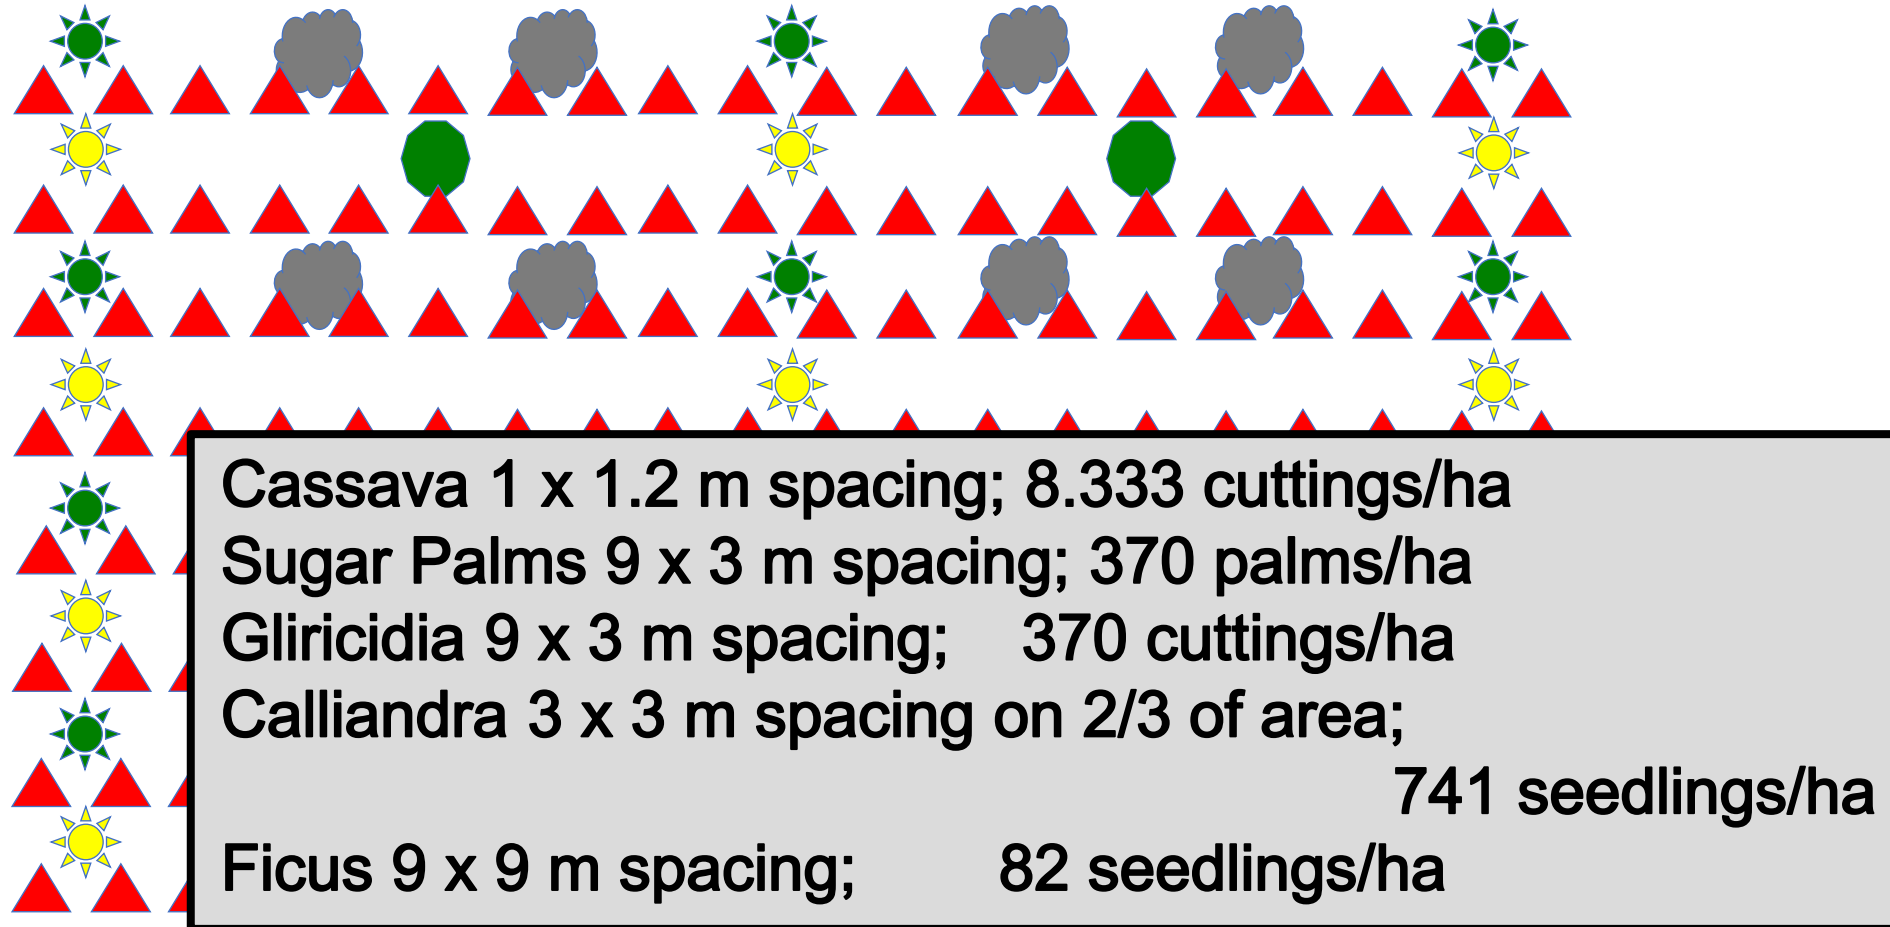 Cassava 1 x 1.2 m spacing; 8.333 cuttings/ha
Sugar Palms 9 x 3 m spacing; 370 palms/ha
Gliricidia 9 x 3 m spacing; 370 cuttings/ha
Calliandra 3 x 3 m spacing on 2/3 of area;
741 seedlings/ha
Ficus 9 x 9 m spacing; 82 seedlings/ha